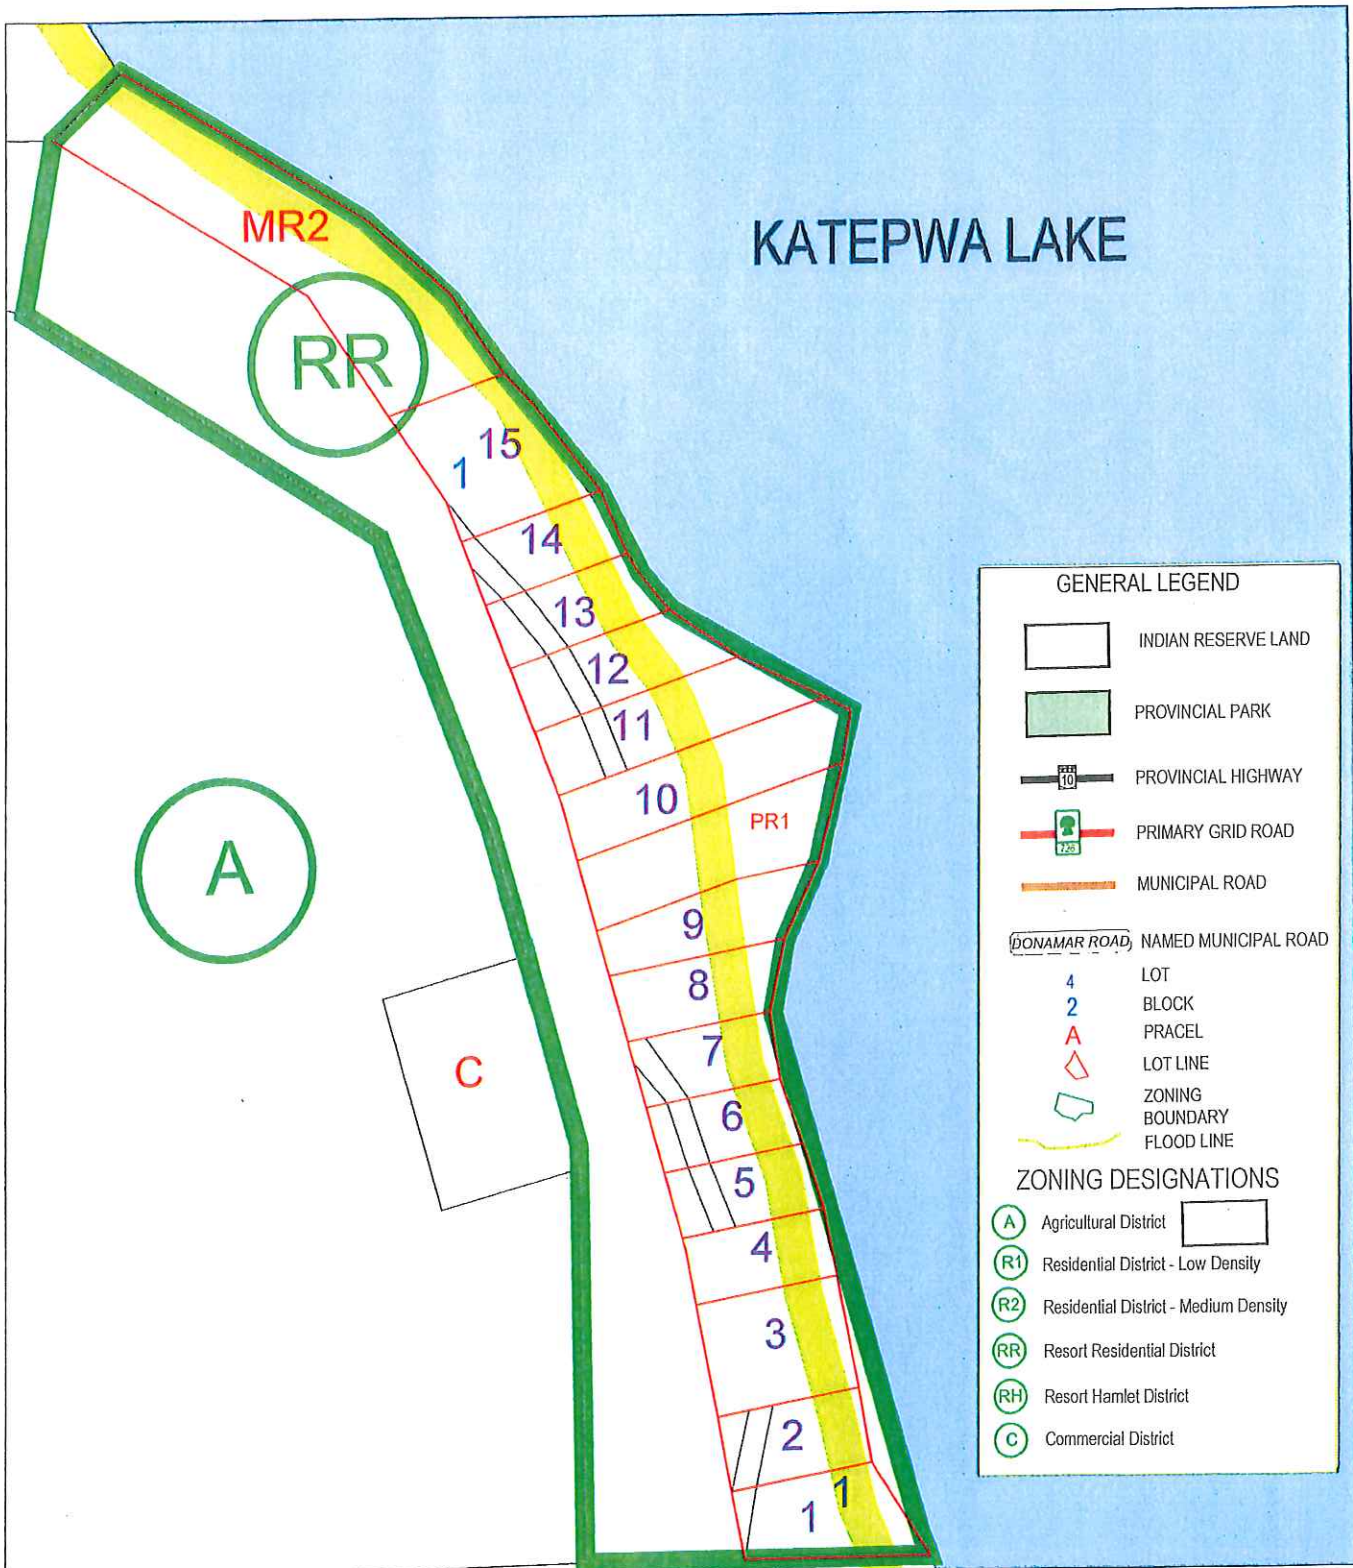 KATEPWA LAKE
MR2
RR
15
1
14
13
12
11
10
PR1
A
9
8
7
C
6
5
4
3
2
1
1
GENERAL LEGEND
INDIAN RESERVE LAND
PROVINCIAL PARK
10 PROVINCIAL HIGHWAY
726 PRIMARY GRID ROAD
MUNICIPAL ROAD
DONAMAR ROAD NAMED MUNICIPAL ROAD
4 LOT
2 BLOCK
A PRACEL
LOT LINE
ZONING
BOUNDARY
FLOOD LINE
ZONING DESIGNATIONS
A Agricultural District
R1 Residential District - Low Density
R2 Residential District - Medium Density
RR Resort Residential District
RH Resort Hamlet District
C Commercial District